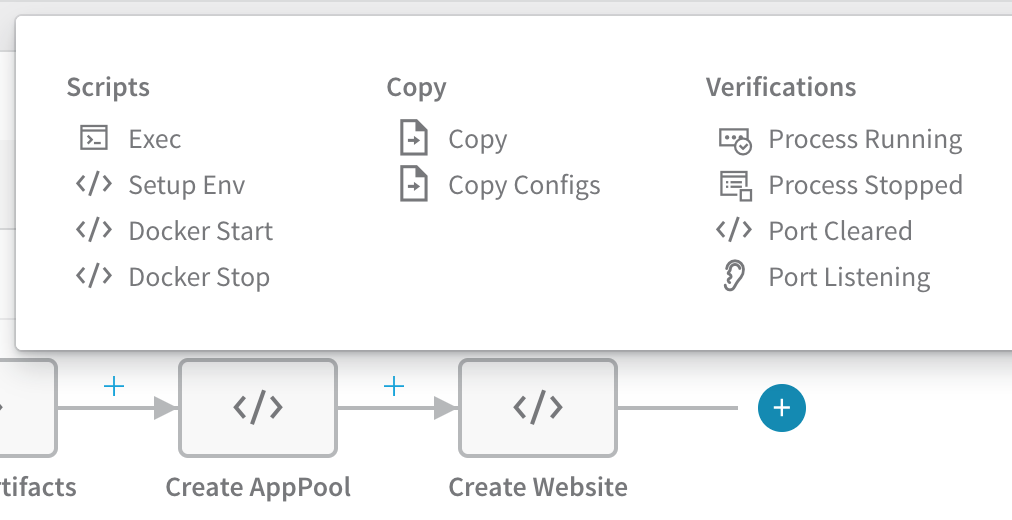 Scripts
Exec
Setup Env
Docker Start
Docker Stop
Copy
Copy
Copy Configs
Verifications
Process Running
Process Stopped
Port Cleared
Port Listening
rtifacts
Create AppPool
Create Website